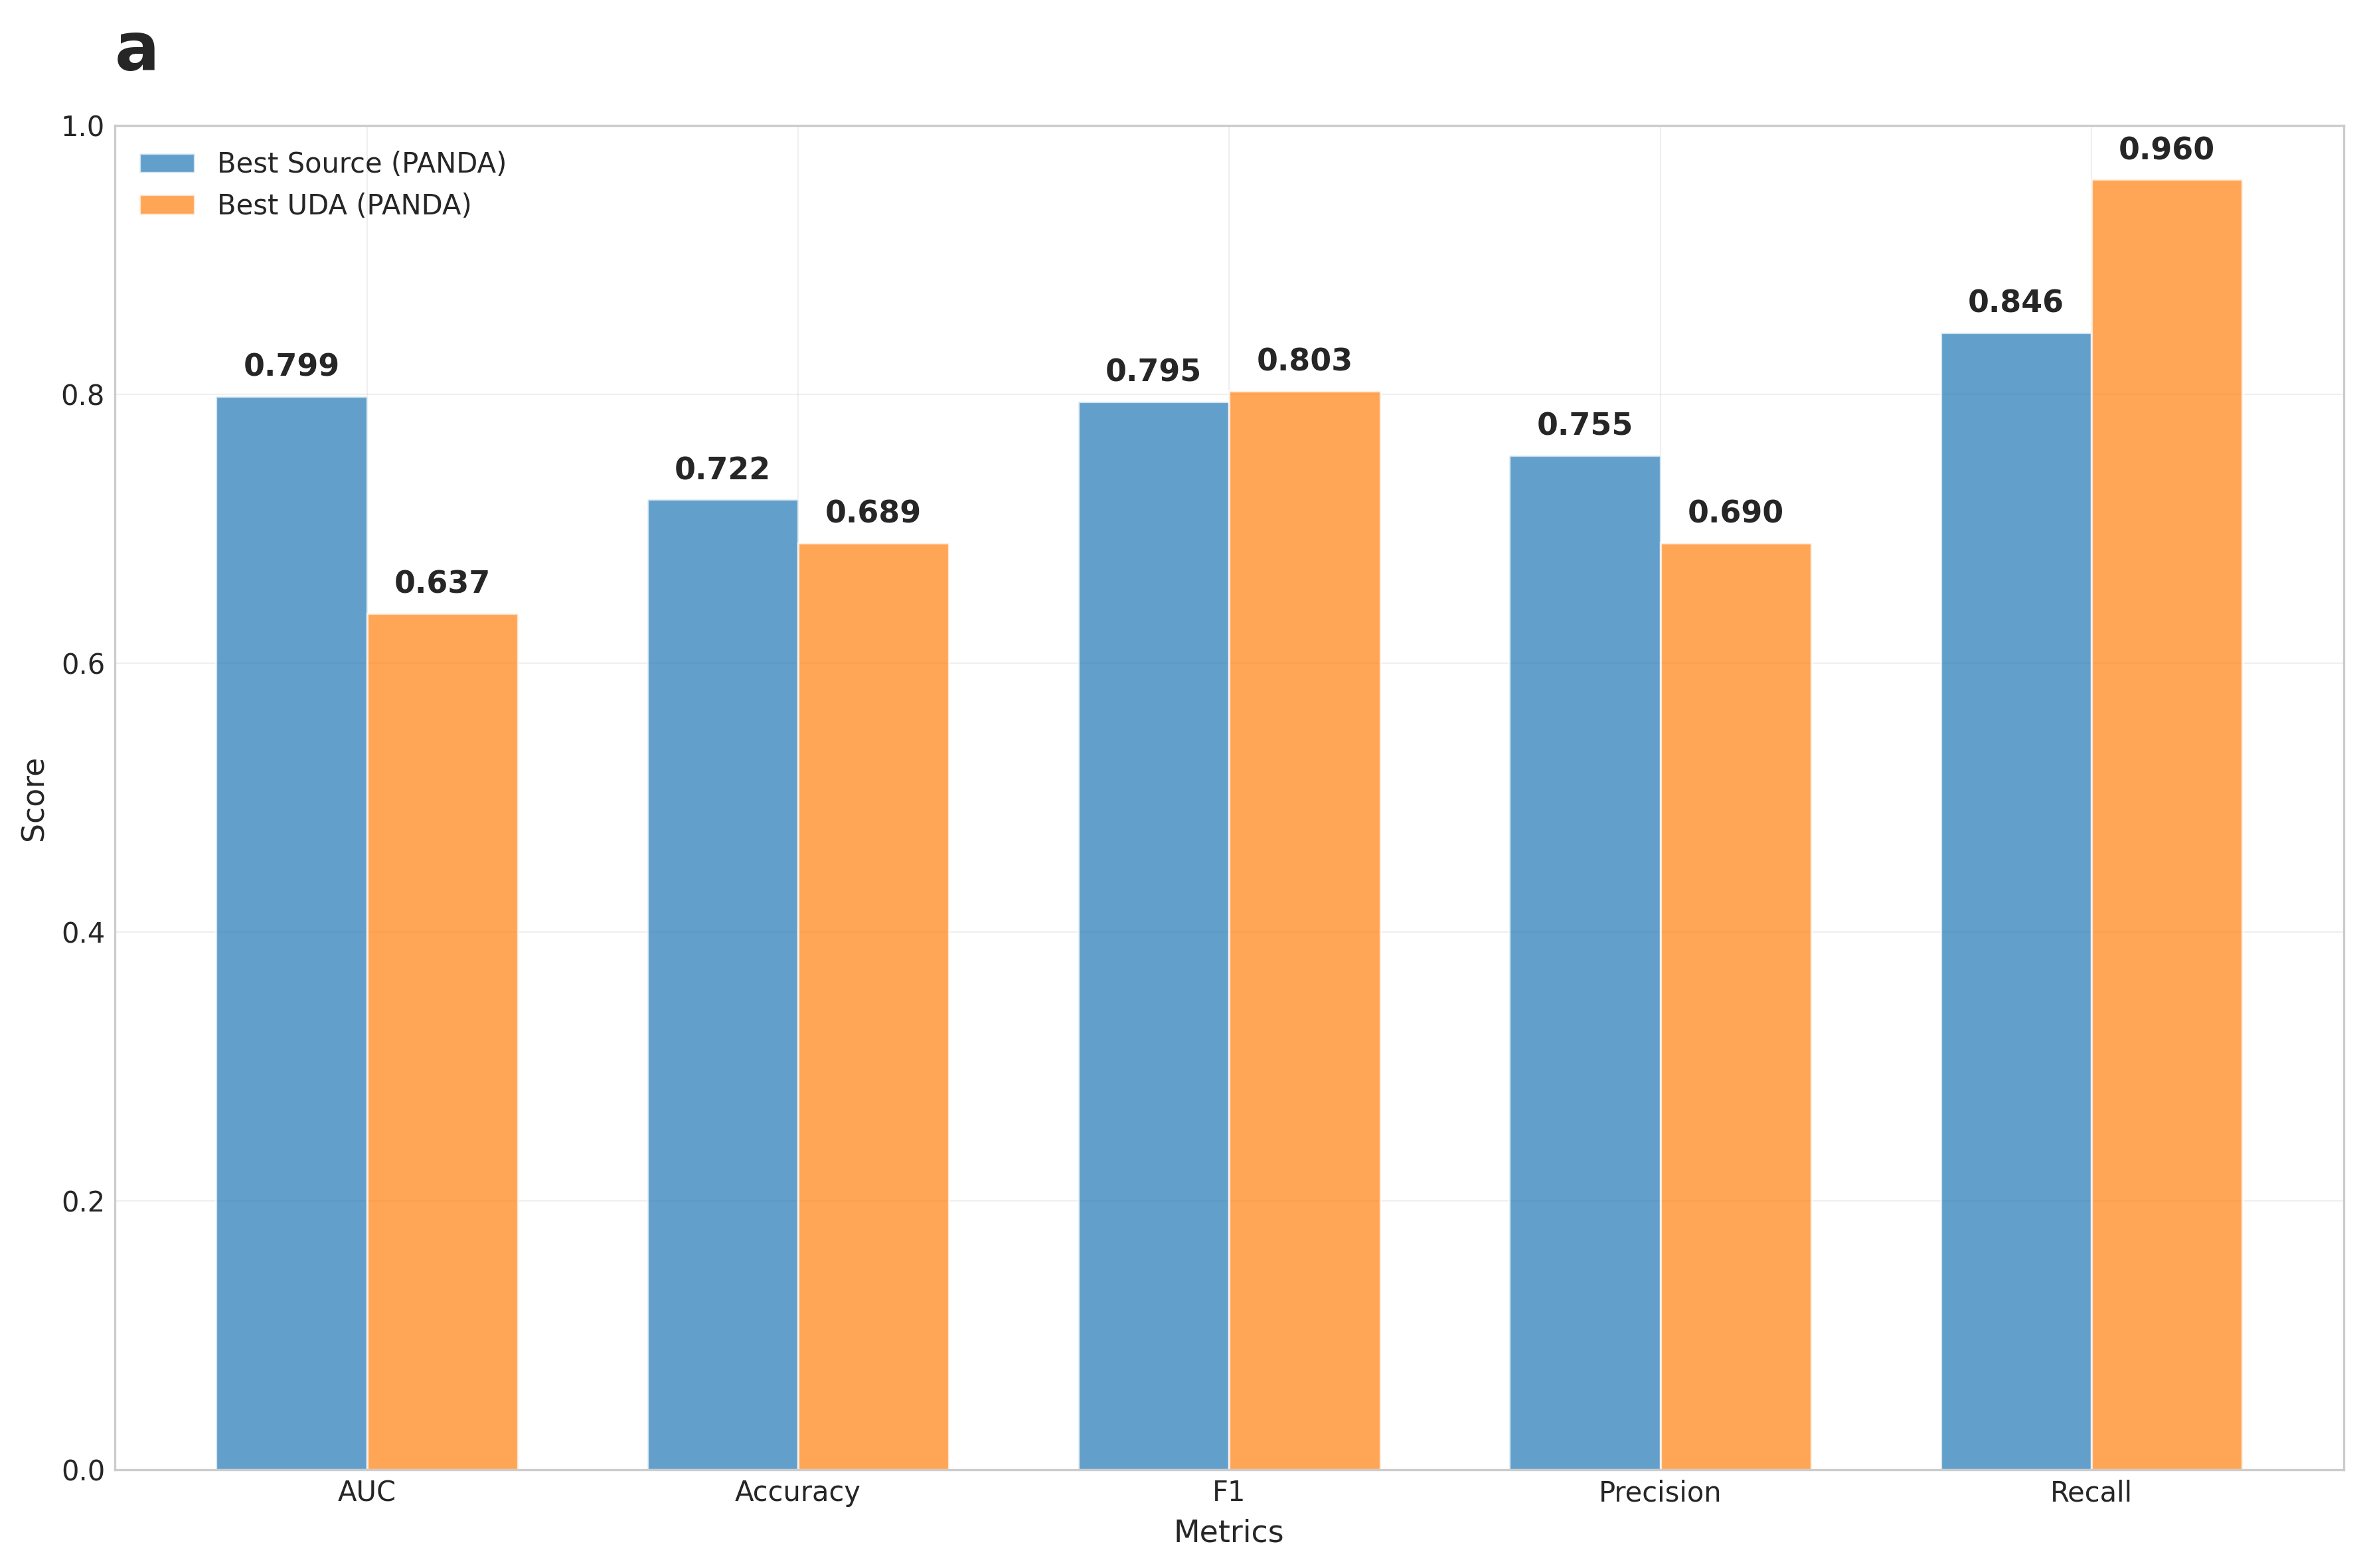 a
1.0
0.8
0.6
0.4
0.2
0.0
Score
Best Source (PANDA)
Best UDA (PANDA)
0.799
0.637
0.722
0.689
0.795
0.803
0.755
0.690
0.846
0.960
AUC
Accuracy
F1
Precision
Recall
Metrics